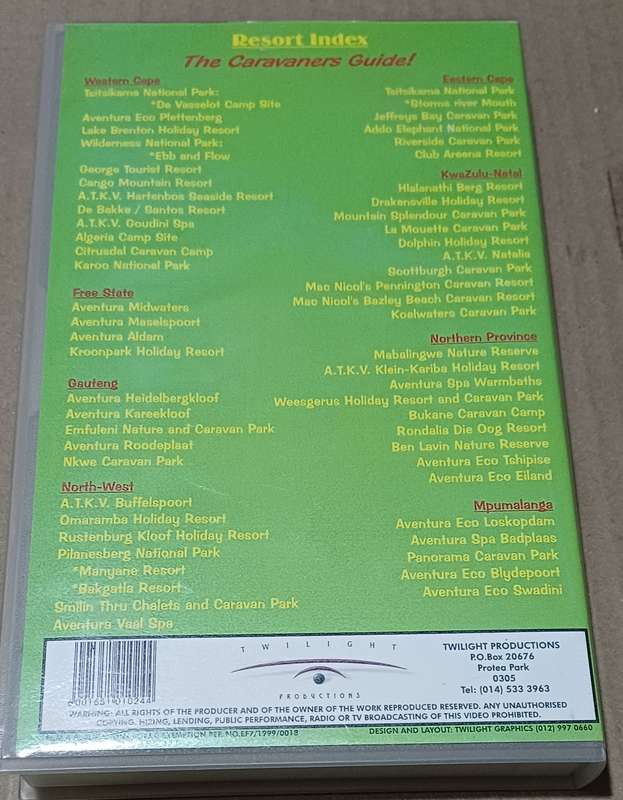 Resort Index
The Caravaners Guide!
Western Cape
Tsitsikama National Park:
*De Vasselot Camp Site
Aventura Eco Plettenberg
Lake Brenton Holiday Resort
Wilderness National Park:
*Ebb and Flow
George Tourist Resort
Cango Mountain Resort
A.T.K.V. Hartenbos Seaside Resort
De Bakke / Santos Resort
A.T.K.V. Goudini Spa
Algeria Camp Site
Citrusdal Caravan Camp
Karoo National Park
Free State
Aventura Midwaters
Aventura Maselspoort
Aventura Aldam
Kroonpark Holiday Resort
Gauteng
Aventura Heidelbergkloof
Aventura Kareekloof
Emfuleni Nature and Caravan Park
Aventura Roodeplaat
Nkwe Caravan Park
North-West
A.T.K.V. Buffelspoort
Omaramba Holiday Resort
Rustenburg Kloof Holiday Resort
Pilanesberg National Park
*Manyane Resort
*Bakgatla Resort
Smilin Thru Chalets and Caravan Park
Aventura Vaal Spa
Eastern Cape
Tsitsikama National Park
*Storms river Mouth
Jeffreys Bay Caravan Park
Addo Elephant National Park
Riverside Caravan Park
Club Areena Resort
KwaZulu-Natal
Hlalanathi Berg Resort
Drakensville Holiday Resort
Mountain Splendour Caravan Park
La Mouette Caravan Park
Dolphin Holiday Resort
A.T.K.V. Natalia
Scottburgh Caravan Park
Mac Nicol's Pennington Caravan Resort
Mac Nicol's Bazley Beach Caravan Resort
Koelwaters Caravan Park
Northern Province
Mabalingwe Nature Reserve
A.T.K.V. Klein-Kariba Holiday Resort
Aventura Spa Warmbaths
Weesgerus Holiday Resort and Caravan Park
Bukane Caravan Camp
Rondalia Die Oog Resort
Ben Lavin Nature Reserve
Aventura Eco Tshipise
Aventura Eco Eiland
Mpumalanga
Aventura Eco Loskopdam
Aventura Spa Badplaas
Panorama Caravan Park
Aventura Eco Blydepoort
Aventura Eco Swadini
6001651010244
TWILIGHT
PRODUCTIONS
TWILIGHT PRODUCTIONS
P.O.Box 20676
Protea Park
0305
Tel: (014) 533 3963
WARNING: ALL RIGHTS OF THE PRODUCER AND OF THE OWNER OF THE WORK REPRODUCED RESERVED. ANY UNAUTHORISED
COPYING, HIZING, LENDING, PUBLIC PERFORMANCE, RADIO OR TV BROADCASTING OF THIS VIDEO PROHIBITED.
EXEMPTION REF. NO.EF7/1999/0018
DESIGN AND LAYOUT: TWILIGHT GRAPHICS (012) 997 0660